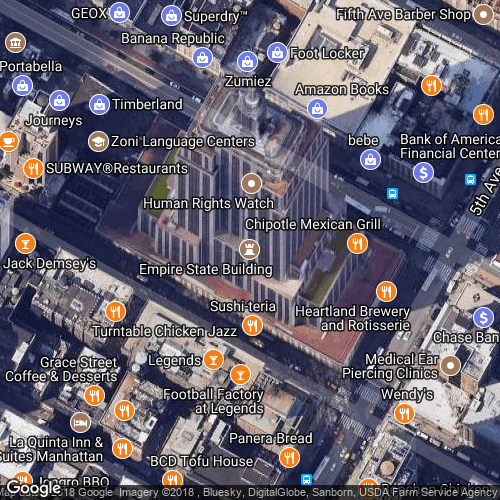 GEOX
Superdry™
Fifth Ave Barber Shop
Banana Republic
Foot Locker
Portabella
Zumiez
Amazon Books
Timberland
Journeys
Zoni Language Centers
bebe
Bank of America
Financial Center
SUBWAY®Restaurants
5th Ave
Human Rights Watch
Chipotle Mexican Grill
Jack Demsey's
Empire State Building
Sushi-teria
Heartland Brewery
and Rotisserie
Turntable Chicken Jazz
Chase Ban
Grace Street
Coffee & Desserts
Legends
Medical Ear
Piercing Clinics
Football Factory
at Legends
Wendy's
La Quinta Inn &
Suites Manhattan
Panera Bread
BCD Tofu House
BBQ
Google
18 Google Imagery ©2018 , Bluesky, DigitalGlobe, Sanborn, USDA Farm Service Agency